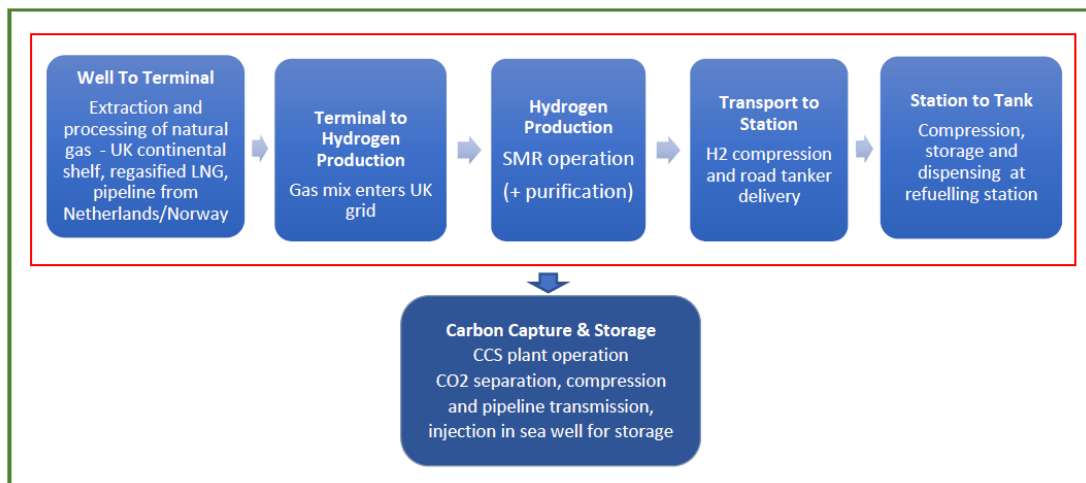 Well To Terminal
Extraction and
processing of natural
gas - UK continental
shelf, regasified LNG,
pipeline from
Netherlands/Norway
Terminal to
Hydrogen
Production
Gas mix enters UK
grid
Hydrogen
Production
SMR operation
(+ purification)
Transport to
Station
H2 compression
and road tanker
delivery
Station to Tank
Compression,
storage and
dispensing at
refuelling station
Carbon Capture & Storage
CCS plant operation
CO2 separation, compression
and pipeline transmission,
injection in sea well for storage